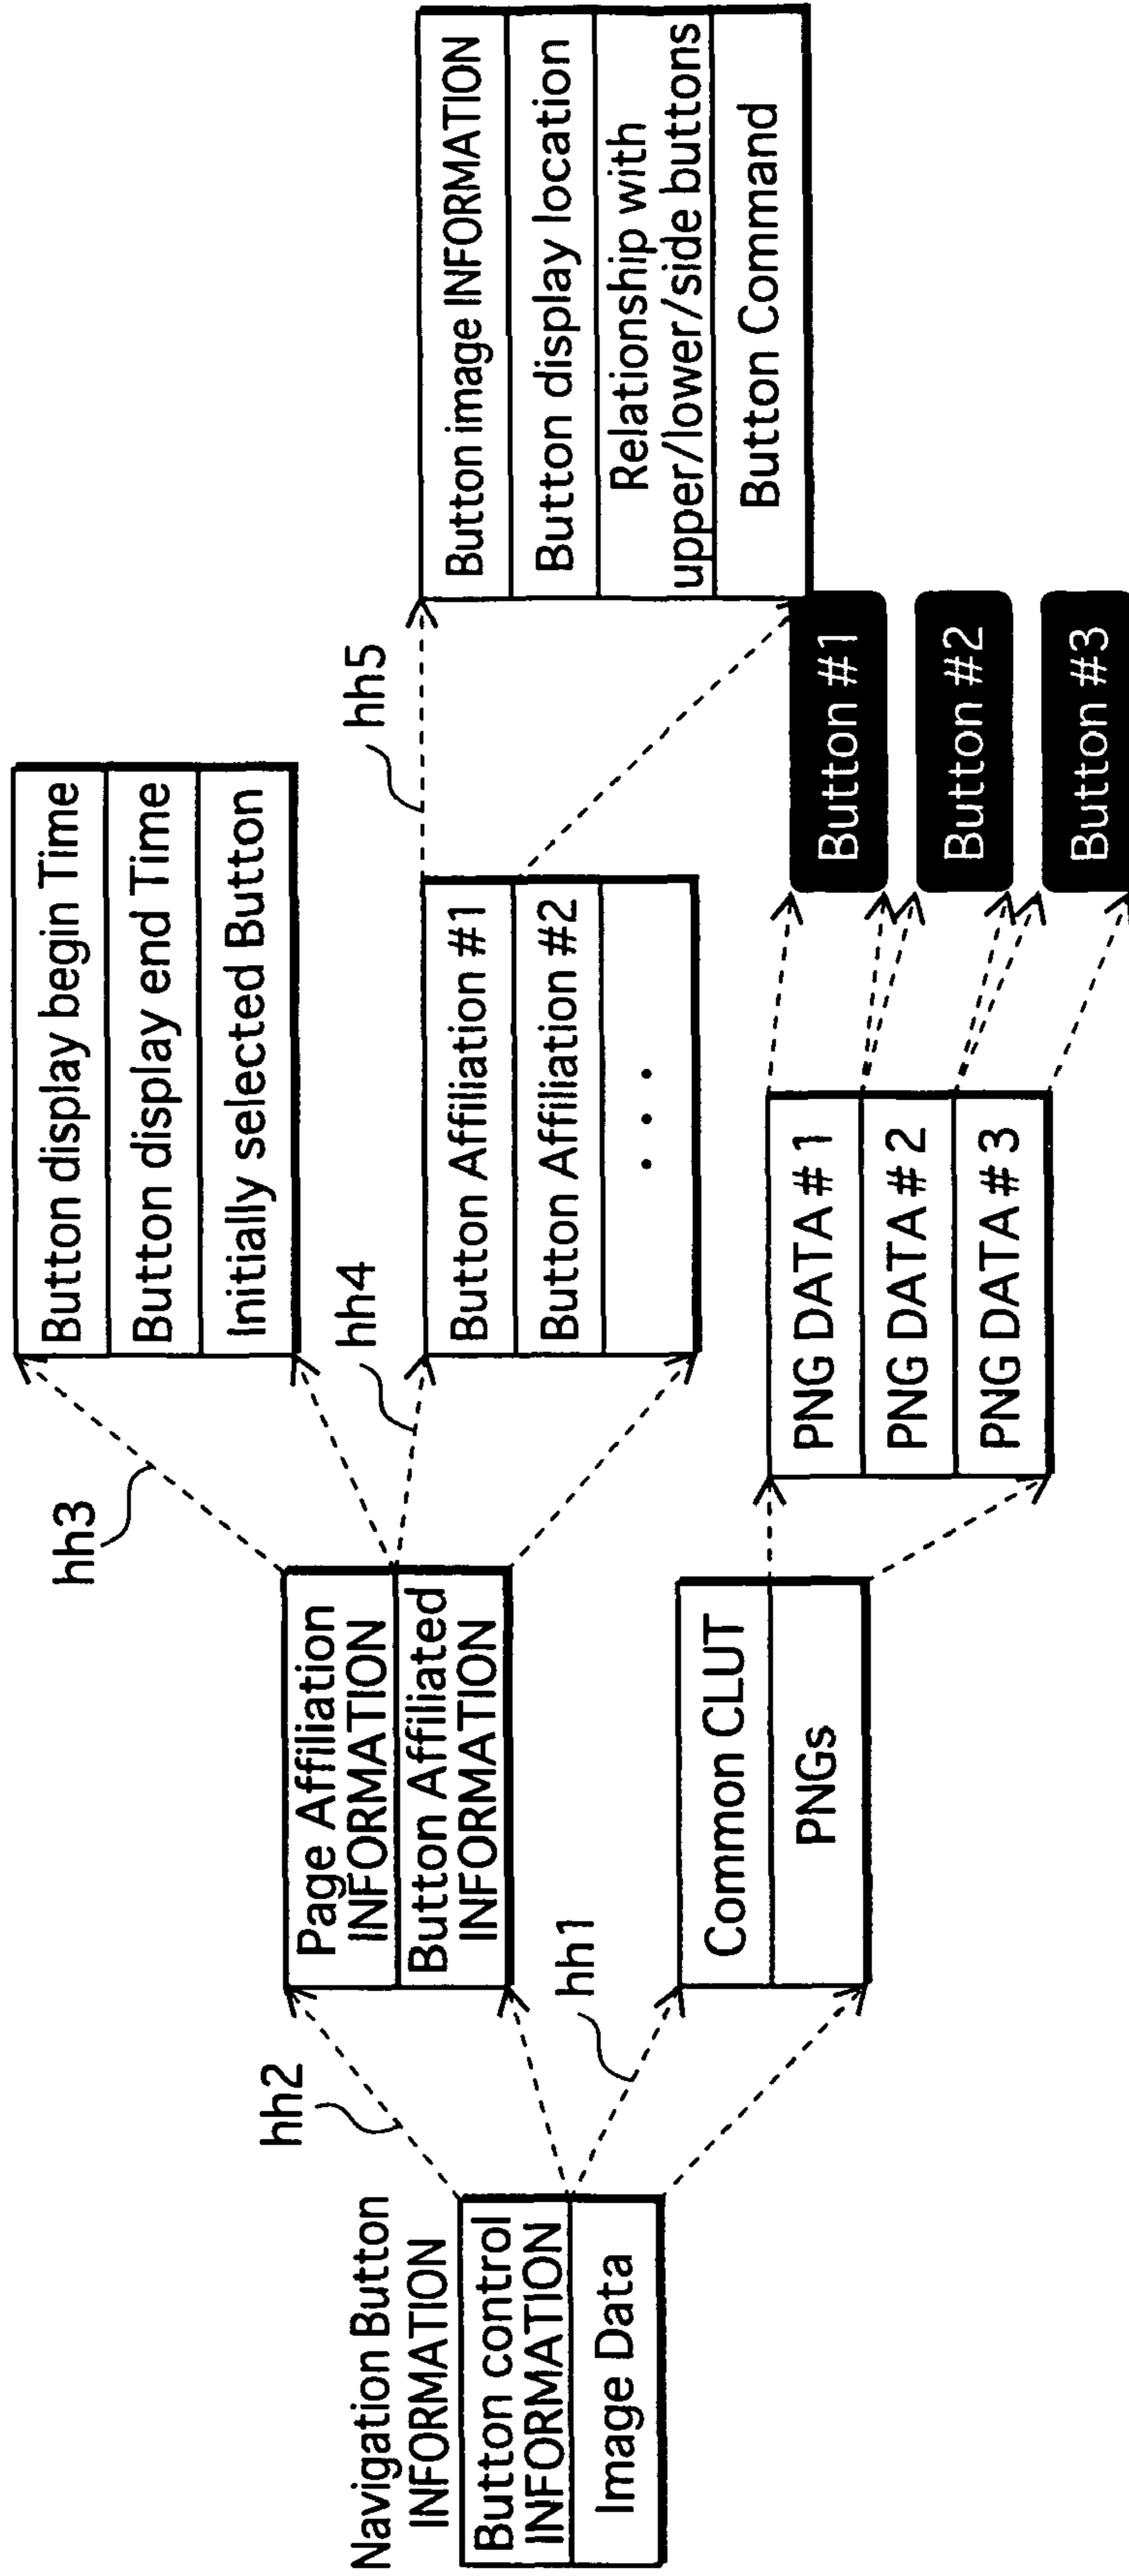 Navigation Button
INFORMATION
Button control
INFORMATION
Image Data
hh2
hh1
Page Affiliation
INFORMATION
Button Affiliated
INFORMATION
Common CLUT
PNGs
hh3
hh4
Button display begin Time
Button display end Time
Initially selected Button
Button Affiliation #1
Button Affiliation #2
• • •
PNG DATA #1
PNG DATA #2
PNG DATA #3
hh5
Button image INFORMATION
Button display location
Relationship with
upper/lower/side buttons
Button Command
Button #1
Button #2
Button #3